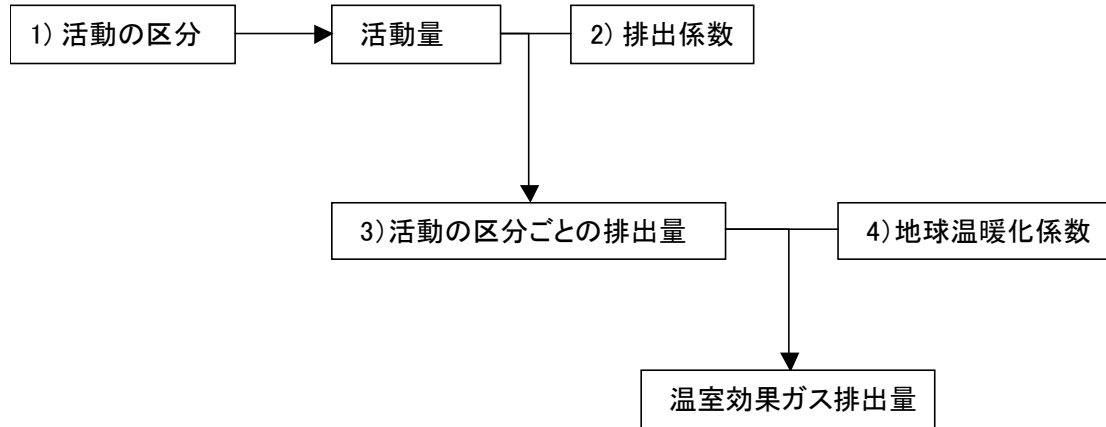 1) 活動の区分
活動量
2) 排出係数
3)活動の区分ごとの排出量
4)地球温暖化係数
温室効果ガス排出量